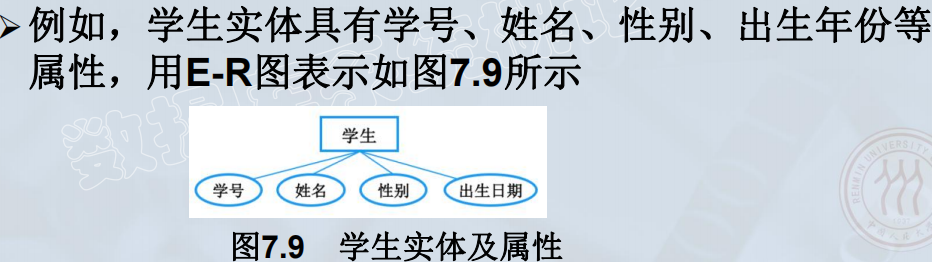 ➢例如，学生实体具有学号、姓名、性别、出生年份等
属性，用E-R图表示如图7.9所示
学生
学号 姓名 性别 出生日期
图7.9 学生实体及属性